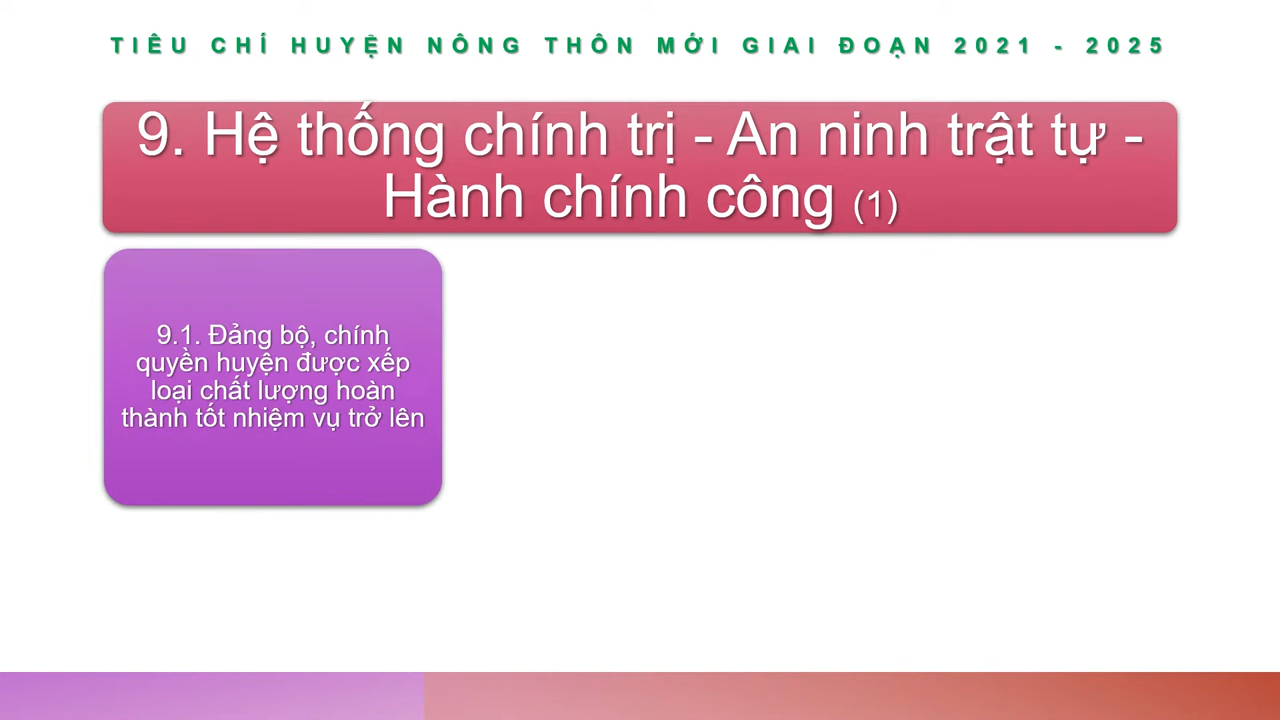 TIÊU CHÍ HUYỆN NÔNG THÔN MỚI GIAI ĐOẠN 2021 - 2025
9. Hệ thống chính trị - An ninh trật tự -
Hành chính công (1)
9.1. Đảng bộ, chính
quyền huyện được xếp
loại chất lượng hoàn
thành tốt nhiệm vụ trở lên